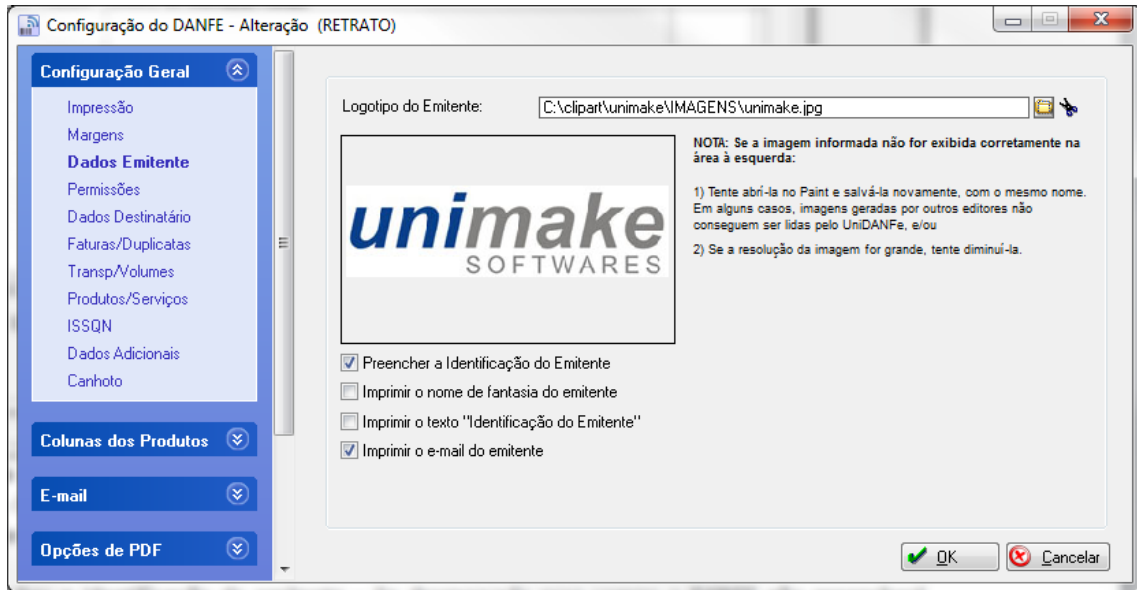 Configuração do DANFE - Alteração (RETRATO)
Configuração Geral
Impressão
Margens
Dados Emitente
Permissões
Dados Destinatário
Faturas/Duplicatas
Transp/Volumes
Produtos/Serviços
ISSQN
Dados Adicionais
Canhoto
Colunas dos Produtos
E-mail
Opções de PDF
Logotipo do Emitente: C:\clipart\unimake\IMAGENS\unimake.jpg
unimake
SOFTWARES
NOTA: Se a imagem informada não for exibida corretamente na
área à esquerda:
1) Tente abrí-la no Paint e salvá-la novamente, com o mesmo nome.
Em alguns casos, imagens geradas por outros editores não
conseguem ser lidas pelo UniDANFe, e/ou
2) Se a resolução da imagem for grande, tente diminuí-la.
Preencher a Identificação do Emitente
Imprimir o nome de fantasia do emitente
Imprimir o texto "Identificação do Emitente"
Imprimir o e-mail do emitente
OK
Cancelar